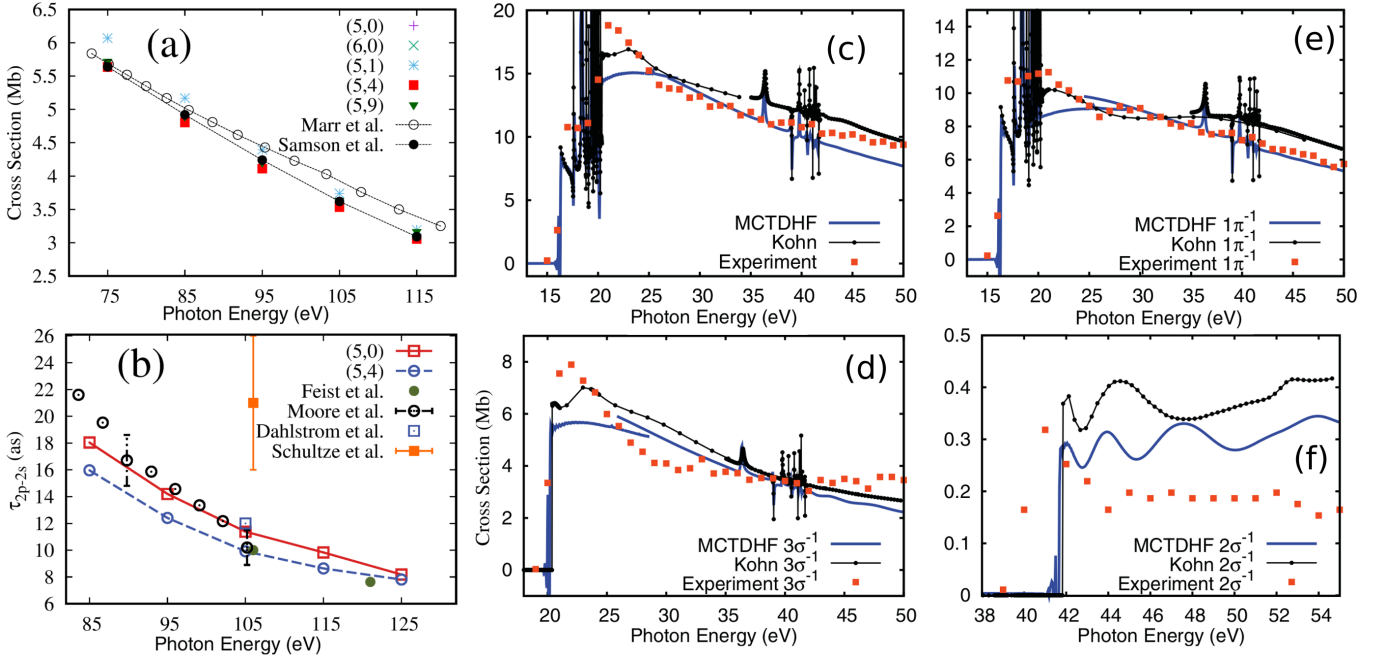 (a)
6.5
6
5.5
5
4.5
4
3.5
3
2.5
Cross Section (Mb)
(5,0)
(6,0)
(5,1)
(5,4)
(5,9)
Marr et al.
Samson et al.
75 85 95 105 115
Photon Energy (eV)
(b)
26
24
22
20
18
16
14
12
10
8
6
τ2p-2s (as)
(5,0)
(5,4)
Feist et al.
Moore et al.
Dahlstrom et al.
Schultze et al.
85 95 105 115 125
Photon Energy (eV)
(c)
20
15
10
5
0
MCTDHF
Kohn
Experiment
15 20 25 30 35 40 45 50
Photon Energy (eV)
(d)
8
6
4
2
0
Cross Section (Mb)
MCTDHF 3σ-1
Kohn 3σ-1
Experiment 3σ-1
20 25 30 35 40 45 50
Photon Energy (eV)
(e)
14
12
10
8
6
4
2
0
MCTDHF 1π-1
Kohn 1π-1
Experiment 1π-1
15 20 25 30 35 40 45 50
Photon Energy (eV)
(f)
0.5
0.4
0.3
0.2
0.1
0
MCTDHF 2σ-1
Kohn 2σ-1
Experiment 2σ-1
38 40 42 44 46 48 50 52 54
Photon Energy (eV)